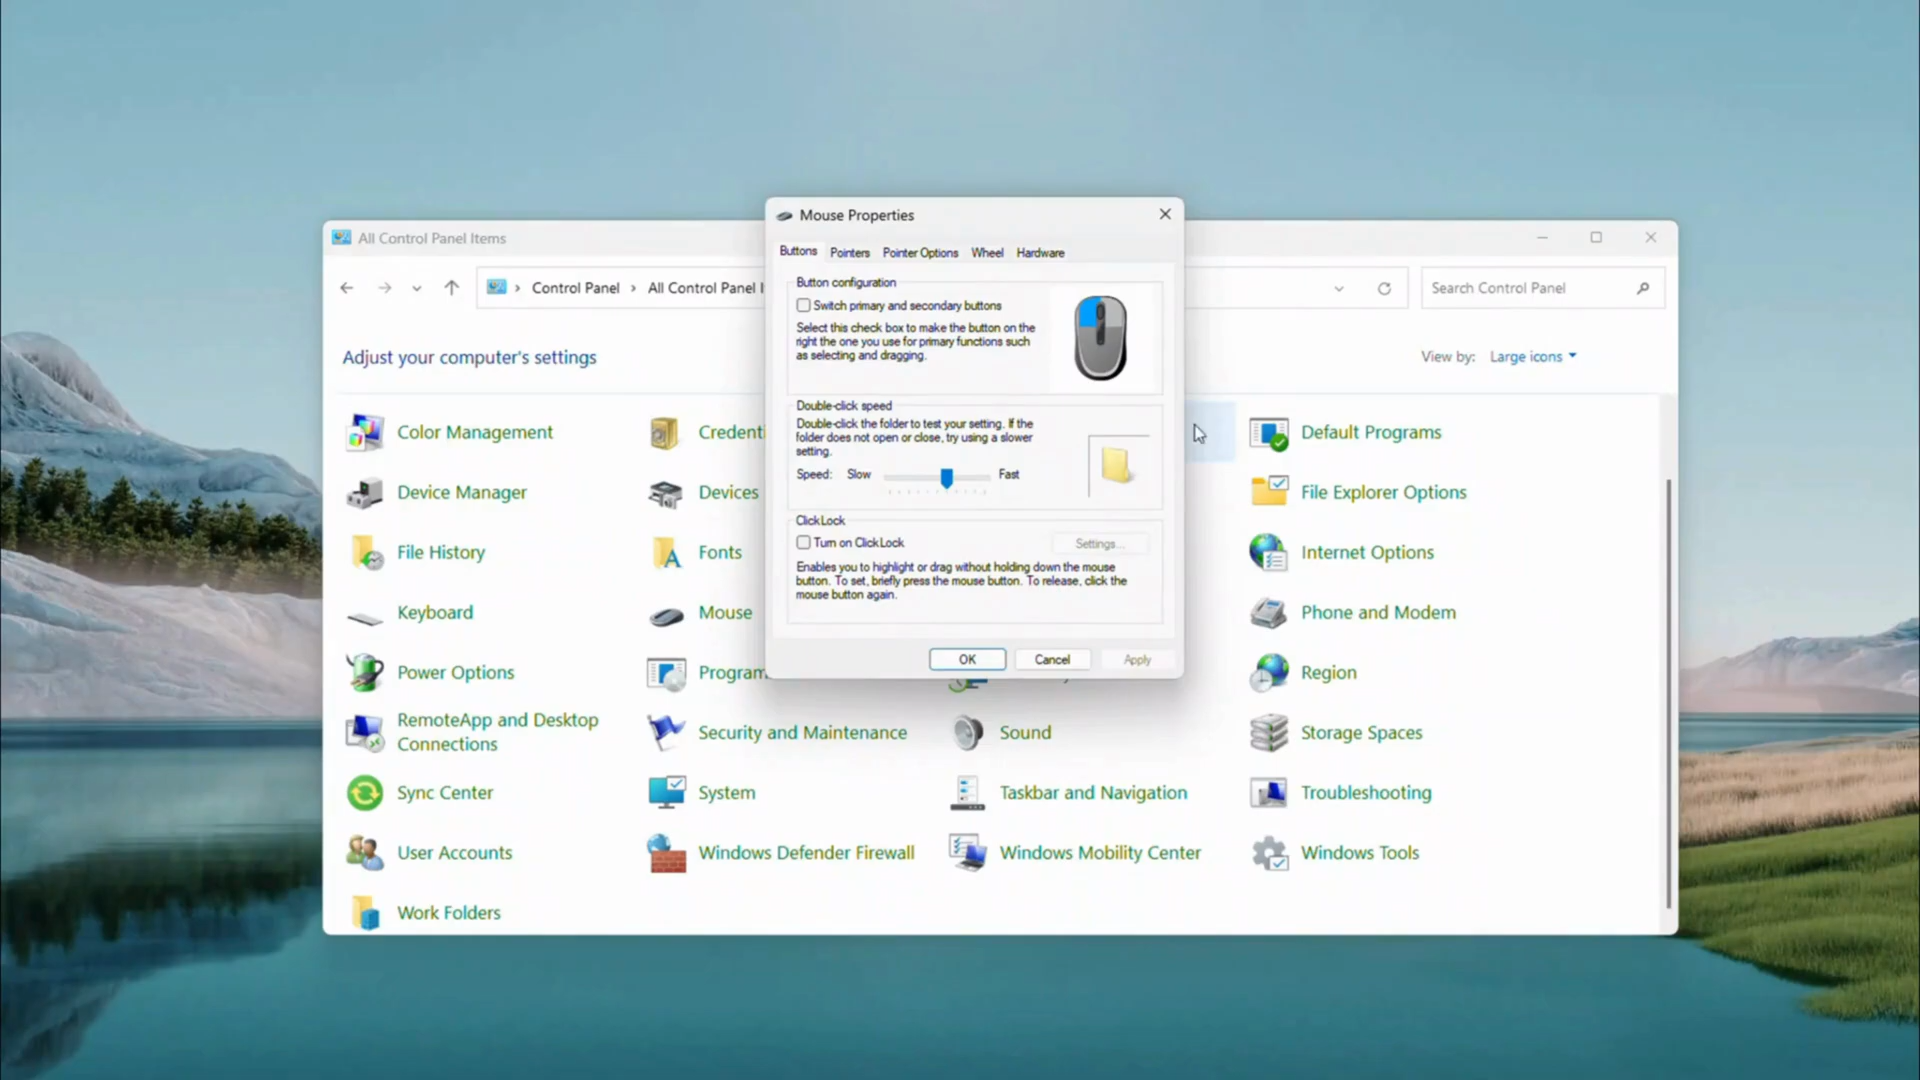 Mouse Properties
All Control Panel Items
Buttons Pointers Pointer Options Wheel Hardware
Control Panel All Control Panel I
Search Control Panel
Button configuration
Switch primary and secondary buttons
Select this check box to make the button on the
right the one you use for primary functions such
as selecting and dragging.
Adjust your computer's settings
View by: Large icons
Double-click speed
Double-click the folder to test your setting. If the
folder does not open or close, try using a slower
setting.
Speed: Slow Fast
ClickLock
Turn on ClickLock
Settings...
Enables you to highlight or drag without holding down the mouse
button. To set, briefly press the mouse button. To release, click the
mouse button again.
OK Cancel Apply
Color Management
Credenti
Default Programs
Device Manager
Devices
File Explorer Options
File History
Fonts
Internet Options
Keyboard
Mouse
Phone and Modem
Power Options
Program
Region
RemoteApp and Desktop
Connections
Security and Maintenance
Sound
Storage Spaces
Sync Center
System
Taskbar and Navigation
Troubleshooting
User Accounts
Windows Defender Firewall
Windows Mobility Center
Windows Tools
Work Folders